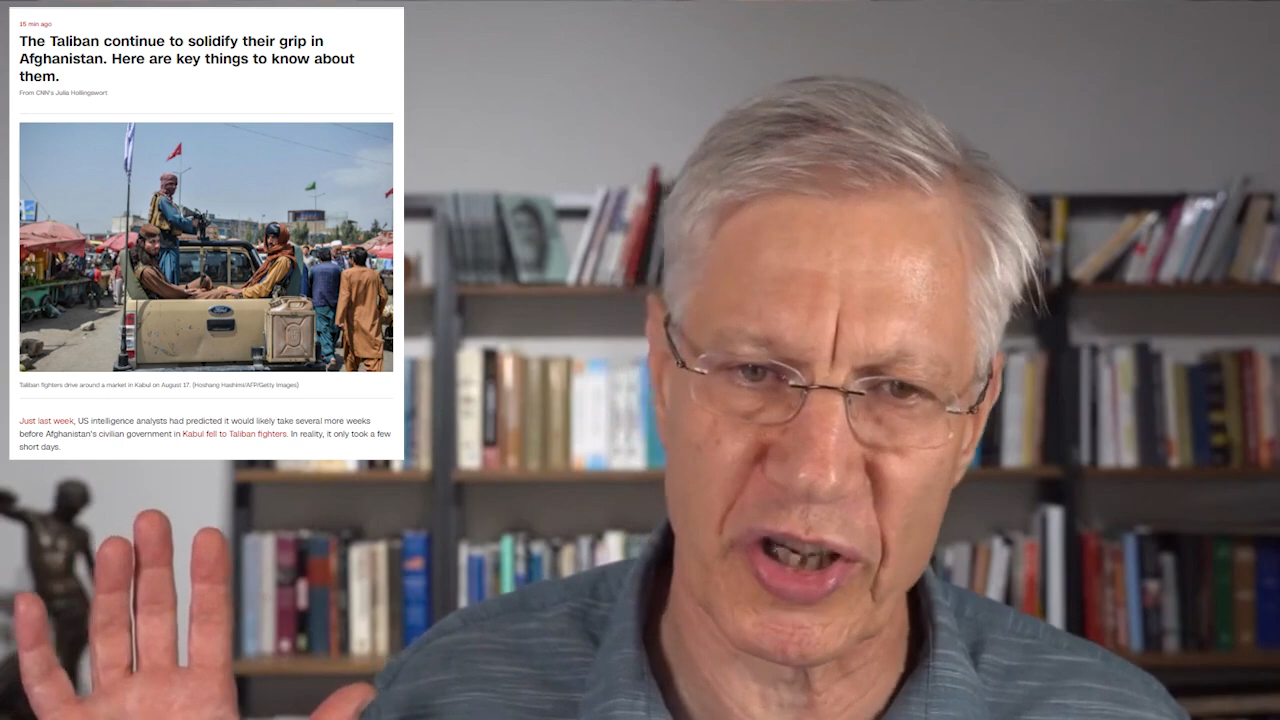 15 min ago
The Taliban continue to solidify their grip in
Afghanistan. Here are key things to know about
them.
From CNN's Julia Hollingswort
Ford
Taliban fighters drive around a market in Kabul on August 17. (Hoshang Hashimi/AFP/Getty Images)
Just last week, US intelligence analysts had predicted it would likely take several more weeks
before Afghanistan's civilian government in Kabul fell to Taliban fighters. In reality, it only took a few
short days.